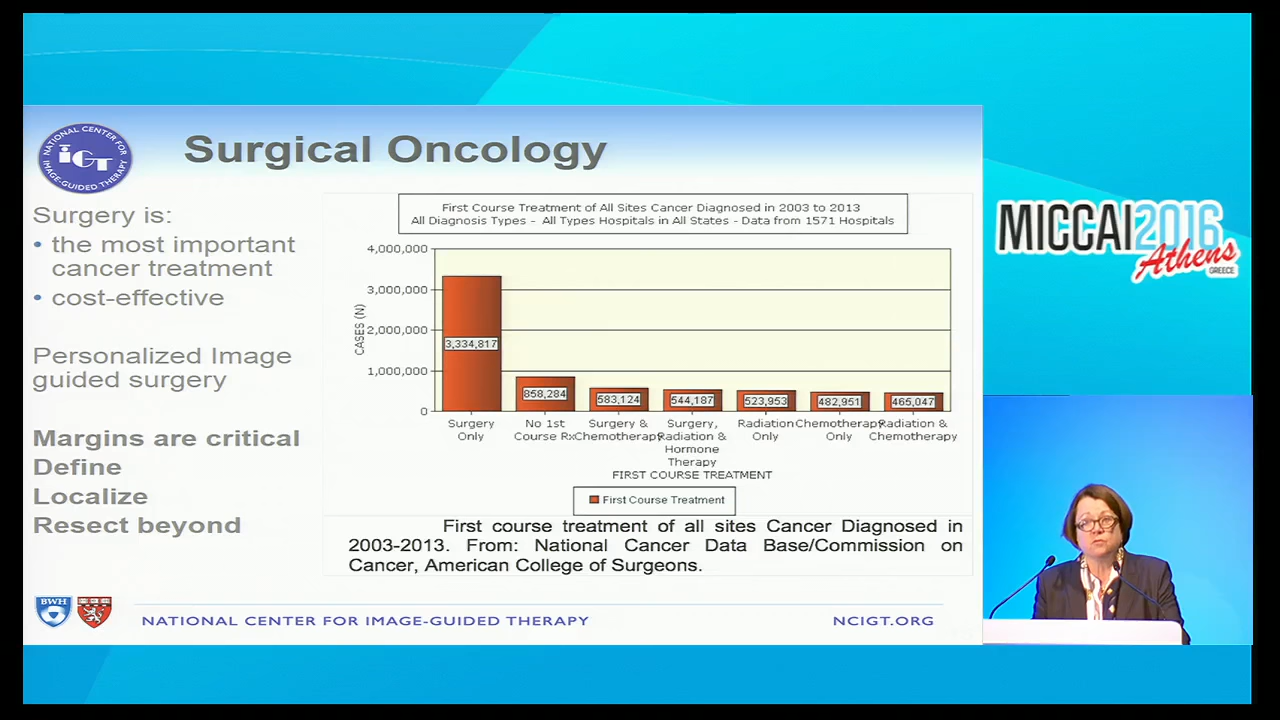 NATIONAL CENTER FOR
IMAGE-GUIDED THERAPY
iGT
Surgical Oncology
Surgery is:
• the most important
cancer treatment
• cost-effective
Personalized Image
guided surgery
Margins are critical
Define
Localize
Resect beyond
First Course Treatment of All Sites Cancer Diagnosed in 2003 to 2013
All Diagnosis Types - All Types Hospitals in All States - Data from 1571 Hospitals
CASES (N)
4,000,000
3,000,000
2,000,000
1,000,000
0
3,334,817
858,284
583,124
544,187
523,953
482,951
465,047
Surgery
Only
No 1st
Course Rx
Surgery &
Chemotherapy
Surgery,
Radiation &
Hormone
Therapy
Radiation
Only
Chemotherapy
Only
Radiation &
Chemotherapy
FIRST COURSE TREATMENT
First Course Treatment
First course treatment of all sites Cancer Diagnosed in
2003-2013. From: National Cancer Data Base/Commission on
Cancer, American College of Surgeons.
BWH
NATIONAL CENTER FOR IMAGE-GUIDED THERAPY
NCIGT.ORG
MICCAI2016
Athens
GREECE